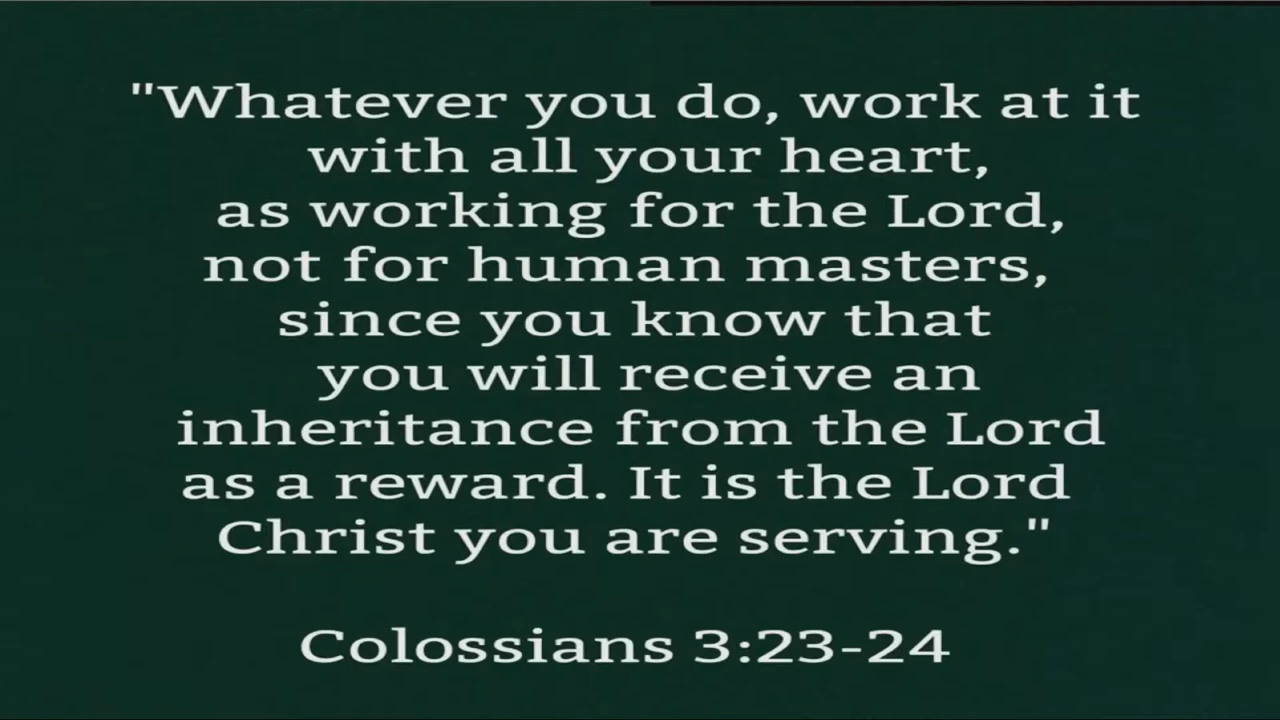 "Whatever you do, work at it
with all your heart,
as working for the Lord,
not for human masters,
since you know that
you will receive an
inheritance from the Lord
as a reward. It is the Lord
Christ you are serving."
Colossians 3:23-24